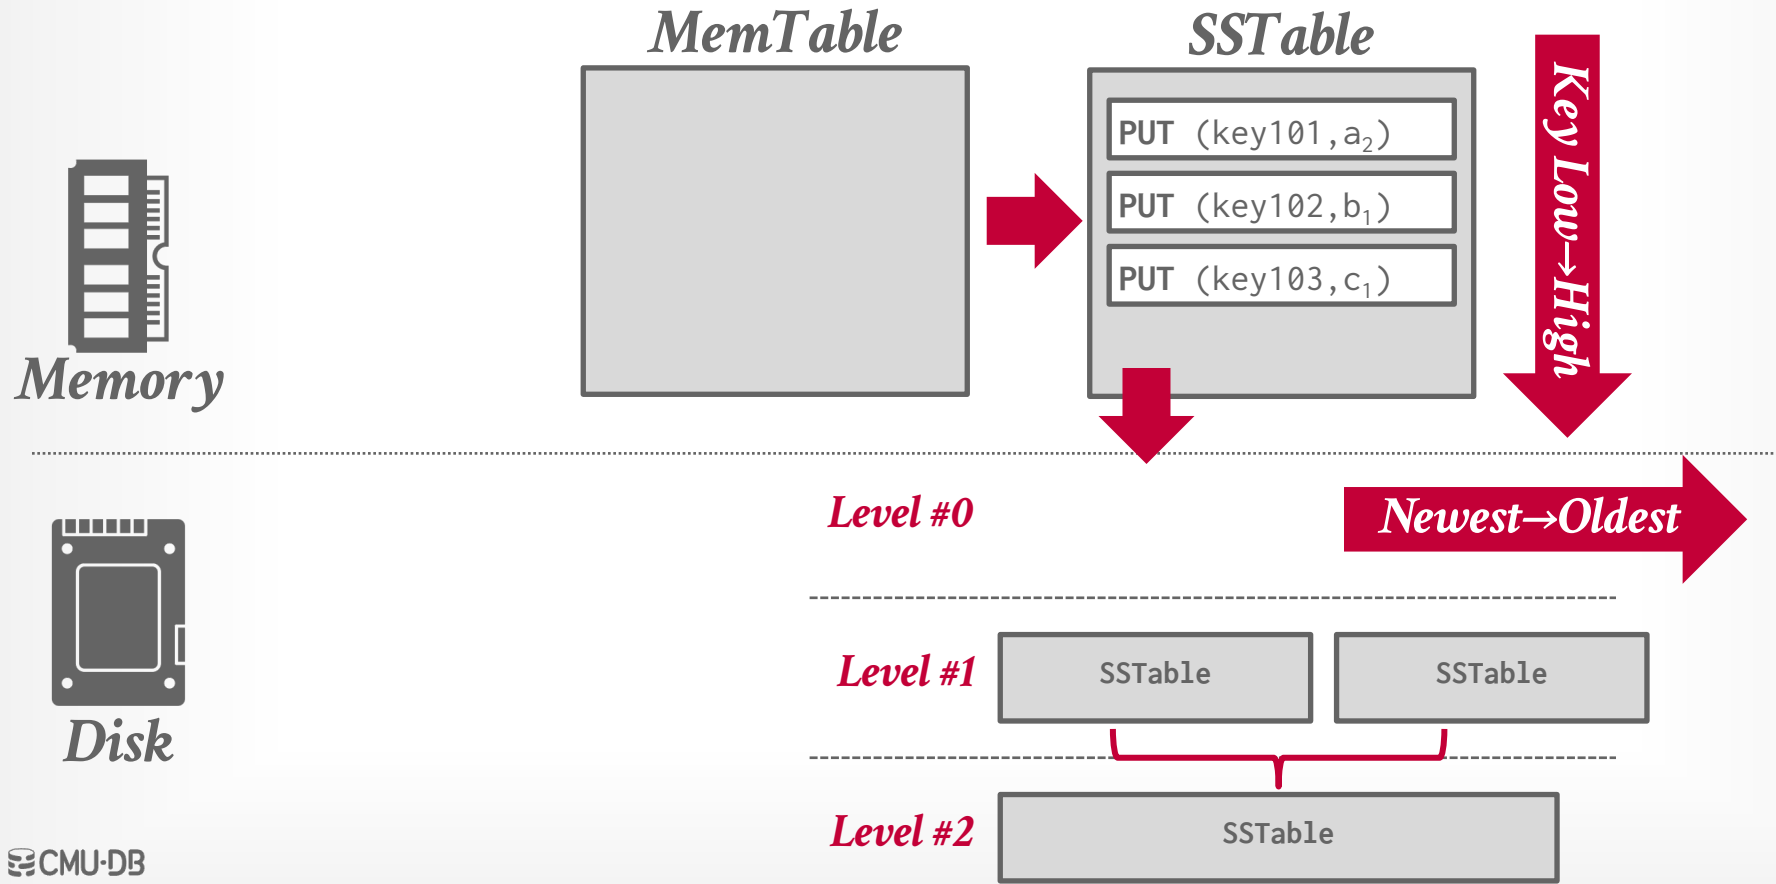 MemTable
SSTable
PUT (key101,a₂)
PUT (key102,b₁)
PUT (key103,c₁)
Key Low→High
Memory
Level #0
Newest→Oldest
Level #1
SSTable
SSTable
Disk
Level #2
SSTable
CMU·DB